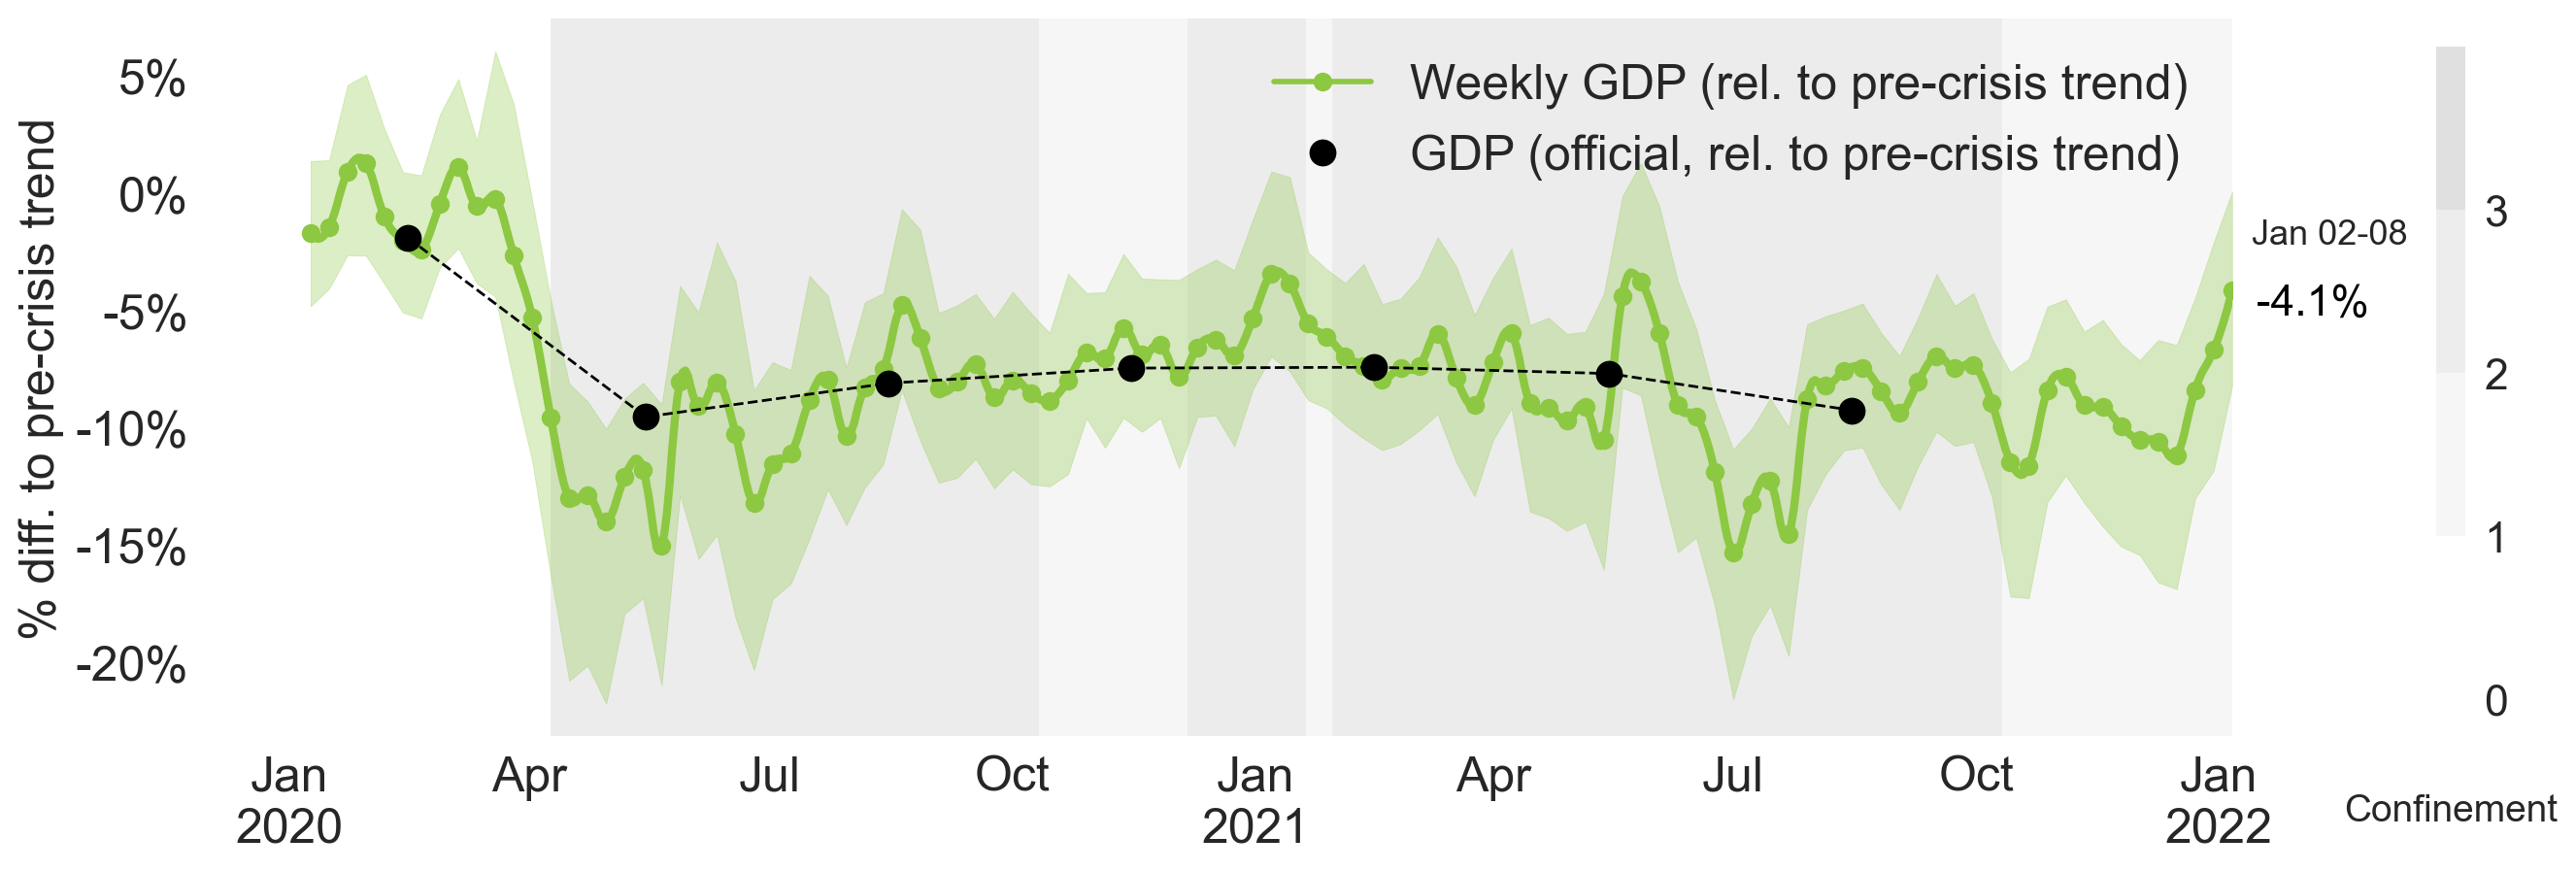 % diff. to pre-crisis trend
5%
0%
-5%
-10%
-15%
-20%
Weekly GDP (rel. to pre-crisis trend)
GDP (official, rel. to pre-crisis trend)
Jan 02-08
-4.1%
3
2
1
0
Jan Apr Jul Oct Jan Apr Jul Oct Jan
2020 2021 2022
Confinement